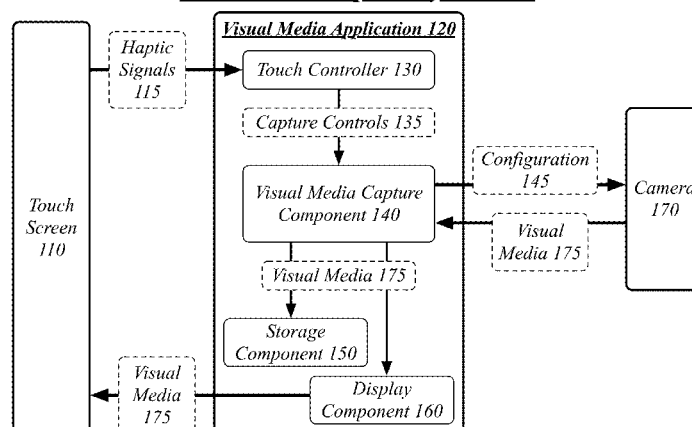 Visual Media Application 120
Haptic
Signals
115
Touch Controller 130
Capture Controls 135
Configuration
145
Visual Media Capture
Component 140
Camera
170
Touch
Screen
110
Visual
Media 175
Visual Media 175
Storage
Component 150
Visual
Media
175
Display
Component 160